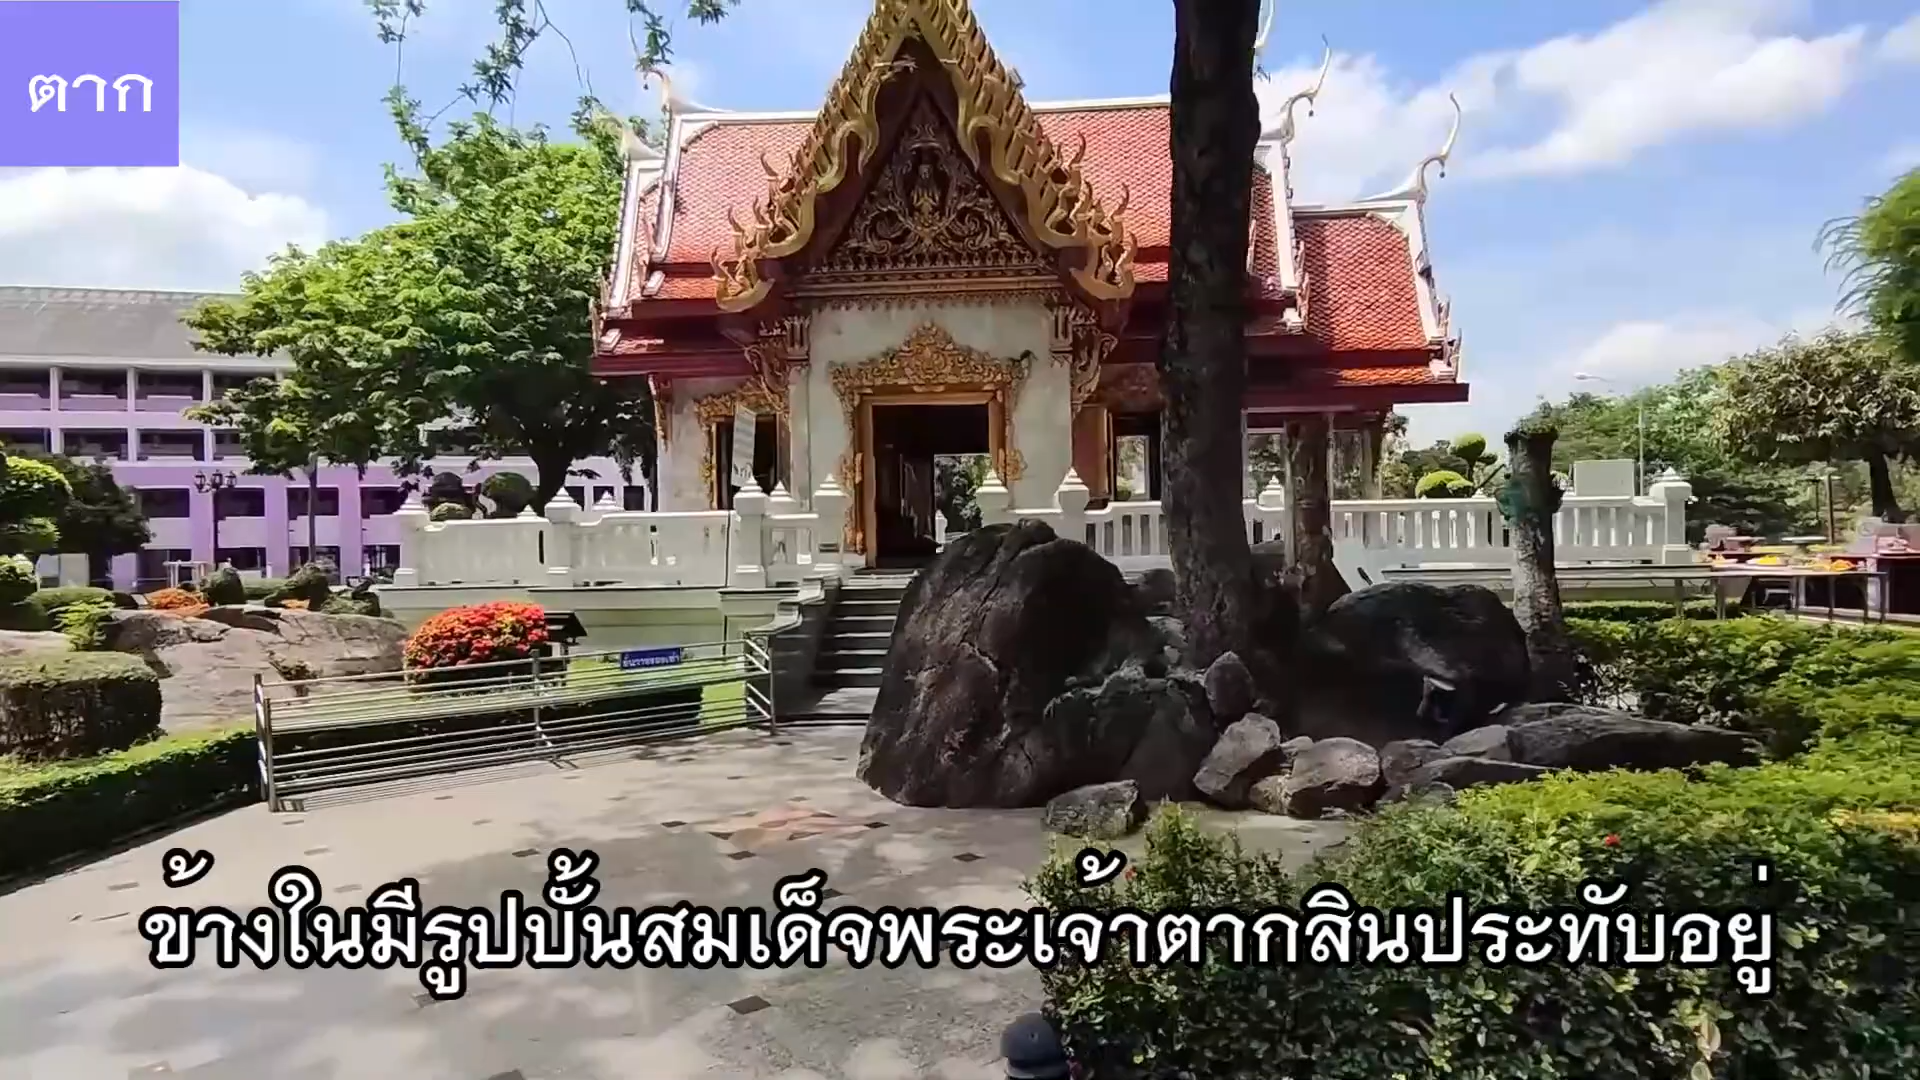 ตาก
ข้างในมีรูปปั้นสมเด็จพระเจ้าตากสินประทับอยู่